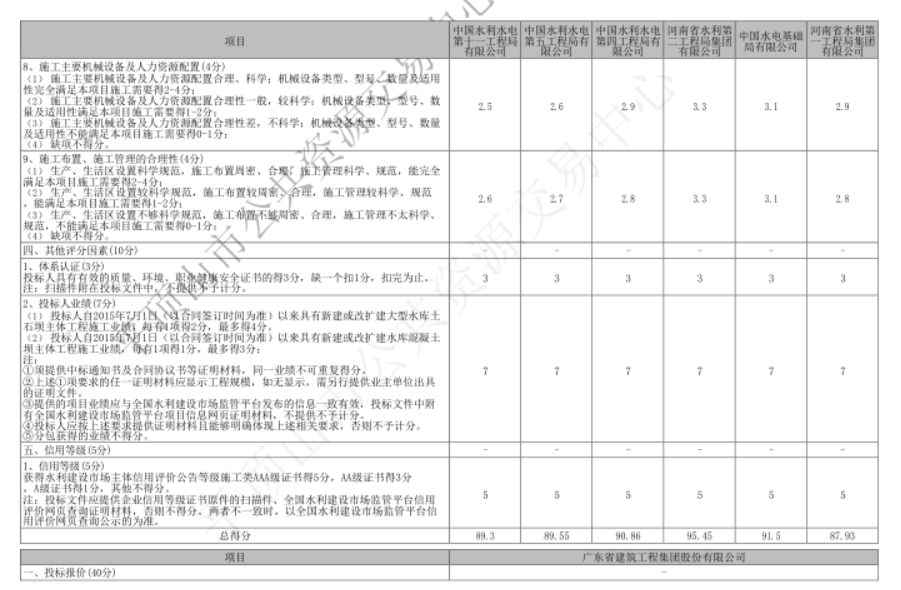 项目 中国水利水电第十一工程局有限公司 中国水利水电第五工程局有限公司 中国水利水电第四工程局有限公司 河南省水利第二工程局集团有限公司 中国水电基础局有限公司 河南省水利第一工程局集团有限公司
8、施工主要机械设备及人力资源配置(4分)
（1） 施工主要机械设备及人力资源配置合理、科学；机械设备类型、型号、数量及适用
性完全满足本项目施工需要得2-4分；
（2） 施工主要机械设备及人力资源配置合理性一般，较科学；机械设备类型、型号、数
量及适用性满足本项目施工需要得1-2分；
（3） 施工主要机械设备及人力资源配置合理性差，不科学；机械设备类型、型号、数量
及适用性不能满足本项目施工需要得0-1分；
（4） 缺项不得分。
2.5 2.6 2.9 3.3 3.1 2.9
9、施工布置、施工管理的合理性(4分)
（1） 生产、生活区设置科学规范，施工布置周密、合理，施工管理科学、规范，能完全
满足本项目施工需要得2-4分；
（2） 生产、生活区设置较科学规范，施工布置较周密、合理，施工管理较科学、规范
，能满足本项目施工需要得1-2分；
（3） 生产、生活区设置不够科学规范，施工布置不够周密、合理，施工管理不太科学、
规范，不能满足本项目施工需要得0-1分；
（4） 缺项不得分。
2.6 2.7 2.8 3.3 3.1 2.8
四、其他评分因素(10分) - - - - - -
1、体系认证(3分)
投标人具有有效的质量、环境、职业健康安全证书的得3分，缺一个扣1分，扣完为止。
注：扫描件附在投标文件中，不提供不予计分。
3 3 3 3 3 3
2、投标人业绩(7分)
（1） 投标人自2015年7月1日（以合同签订时间为准）以来具有新建或改扩建大型水库土
石坝主体工程施工业绩，每有1项得2分，最多得4分。
（2） 投标人自2015年7月1日（以合同签订时间为准）以来具有新建或改扩建水库混凝土
坝主体工程施工业绩，每有1项得1分，最多得3分；
注：
①须提供中标通知书及合同协议书等证明材料，同一业绩不可重复得分。
②上述①项要求的任一证明材料应显示工程规模，如无显示，需另行提供业主单位出具
的证明文件。
③提供的项目业绩应与全国水利建设市场监管平台发布的信息一致有效，投标文件中附
有全国水利建设市场监管平台项目信息网页证明材料，不提供不予计分。
④投标人应按上述要求提供证明材料且能够明确体现上述相关要求，否则不予计分。
⑤分包获得的业绩不得分。
7 7 7 7 7 7
五、信用等级(5分) - - - - - -
1、信用等级(5分)
获得水利建设市场主体信用评价公告等级施工类AAA级证书得5分，AA级证书得3分
，A级证书得1分，其他不得分。
注：投标文件应提供企业信用等级证书原件的扫描件、全国水利建设市场监管平台信用
评价网页查询证明材料，否则不得分。两者不一致时，以全国水利建设市场监管平台信
用评价网页查询公示的为准。
5 5 5 5 5 5
总得分 89.3 89.55 90.86 95.45 91.5 87.93
项目 广东省建筑工程集团股份有限公司
一、投标报价(40分) -
平顶山市公共资源交易中心
平顶山市公共资源交易中心